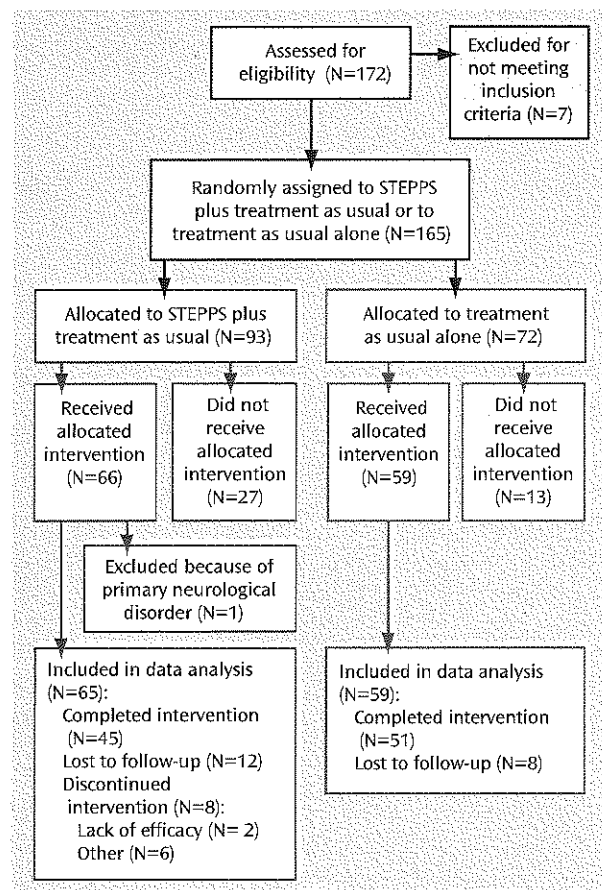 Assessed for
eligibility (N=172)
Excluded for
not meeting
inclusion
criteria (N=7)
Randomly assigned to STEPPS
plus treatment as usual or to
treatment as usual alone (N=165)
Allocated to STEPPS plus
treatment as usual (N=93)
Allocated to treatment
as usual alone (N=72)
Received
allocated
intervention
(N=66)
Did not
receive
allocated
intervention
(N=27)
Received
allocated
intervention
(N=59)
Did not
receive
allocated
intervention
(N=13)
Excluded because of
primary neurological
disorder (N=1)
Included in data analysis
(N=65):
Completed intervention
(N=45)
Lost to follow-up (N=12)
Discontinued
intervention (N=8):
Lack of efficacy (N= 2)
Other (N=6)
Included in data analysis
(N=59):
Completed intervention
(N=51)
Lost to follow-up (N=8)